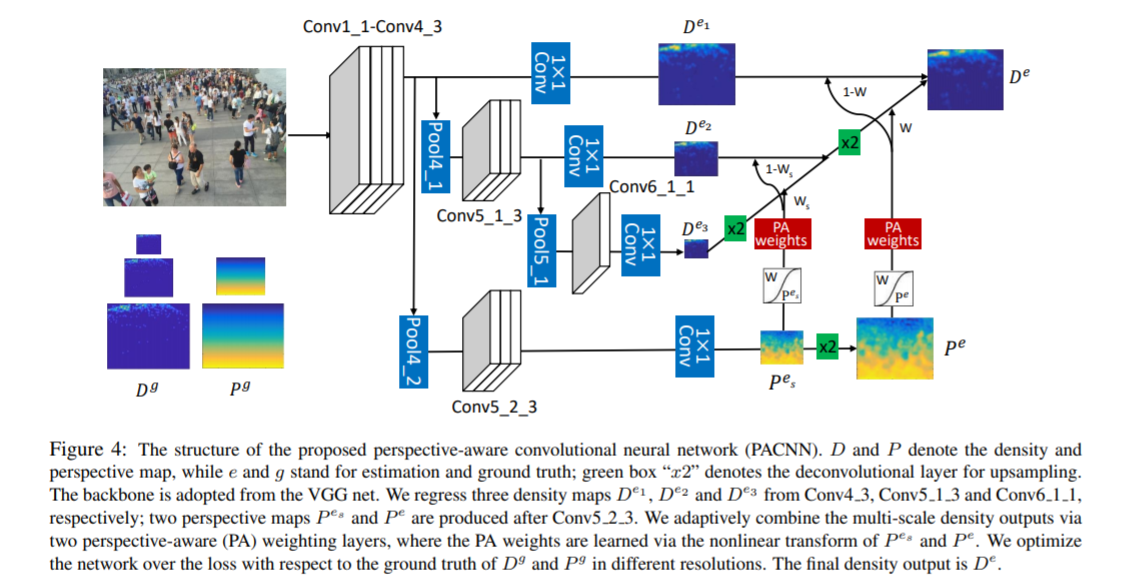 Conv1_1-Conv4_3
1×1 Conv
D^{e_1}
D^e
1-W
W
x2
Pool4_1
Conv5_1_3
1×1 Conv
D^{e_2}
Conv6_1_1
1-W_s
W_s
Pool5_1
1×1 Conv
D^{e_3}
x2
PA weights
PA weights
W
P^{e_s}
W
P^e
Pool4_2
Conv5_2_3
1×1 Conv
P^{e_s}
x2
P^e
D^g
P^g
Figure 4: The structure of the proposed perspective-aware convolutional neural network (PACNN). D and P denote the density and
perspective map, while e and g stand for estimation and ground truth; green box “x2” denotes the deconvolutional layer for upsampling.
The backbone is adopted from the VGG net. We regress three density maps D^{e_1}, D^{e_2} and D^{e_3} from Conv4_3, Conv5_1_3 and Conv6_1_1,
respectively; two perspective maps P^{e_s} and P^e are produced after Conv5_2_3. We adaptively combine the multi-scale density outputs via
two perspective-aware (PA) weighting layers, where the PA weights are learned via the nonlinear transform of P^{e_s} and P^e. We optimize
the network over the loss with respect to the ground truth of D^g and P^g in different resolutions. The final density output is D^e.